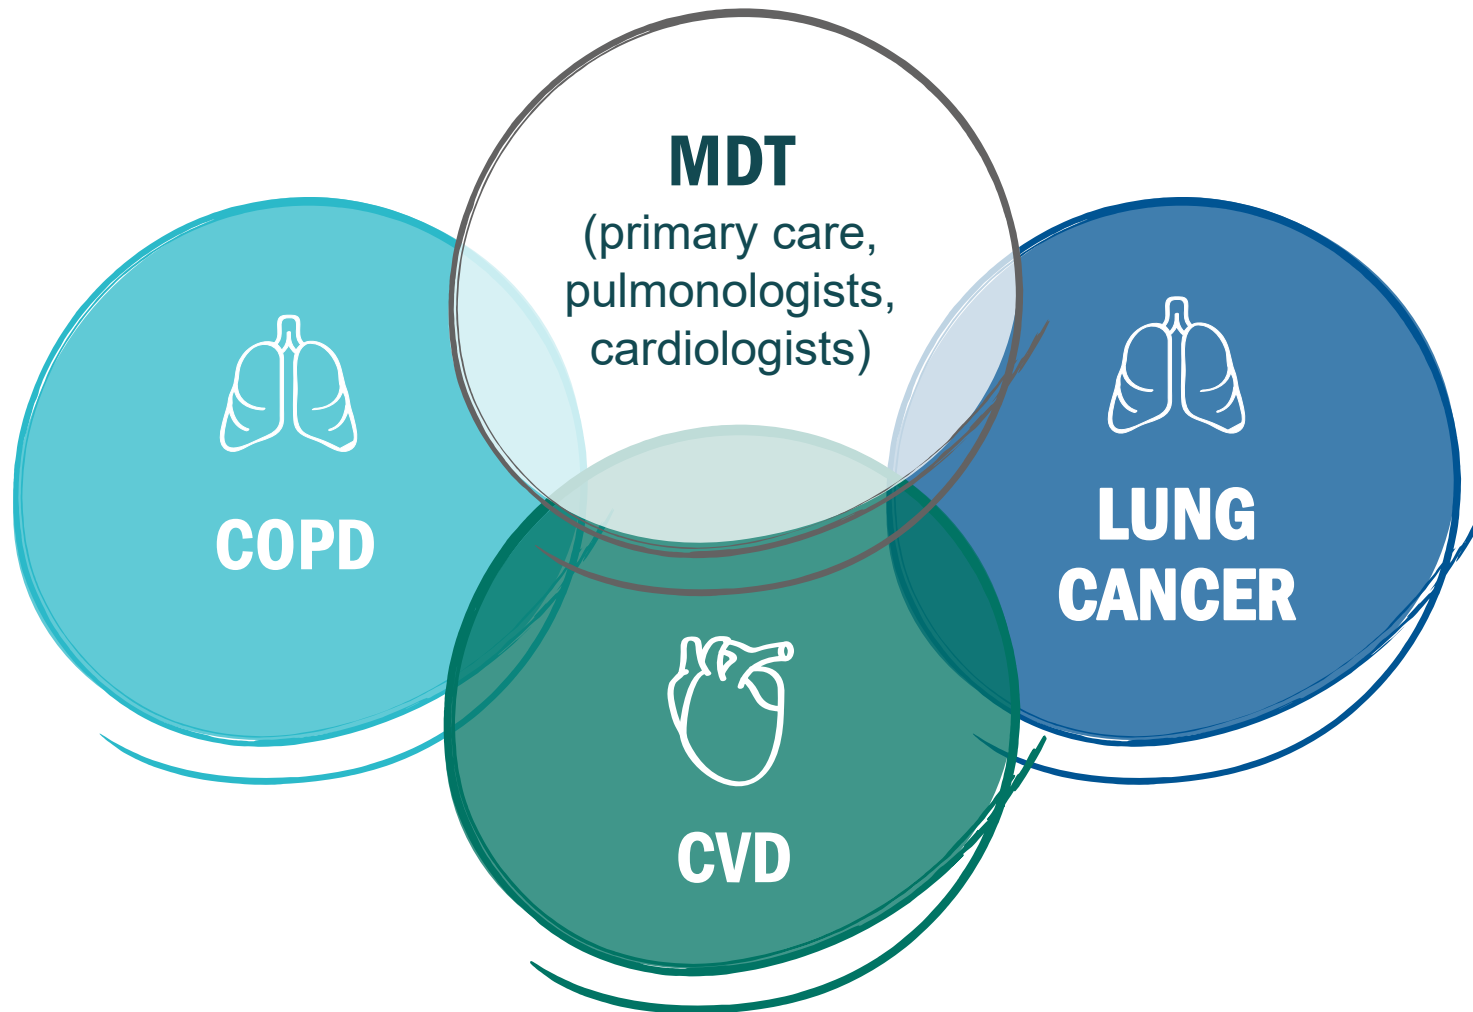 MDT
(primary care,
pulmonologists,
cardiologists)
COPD
LUNG
CANCER
CVD